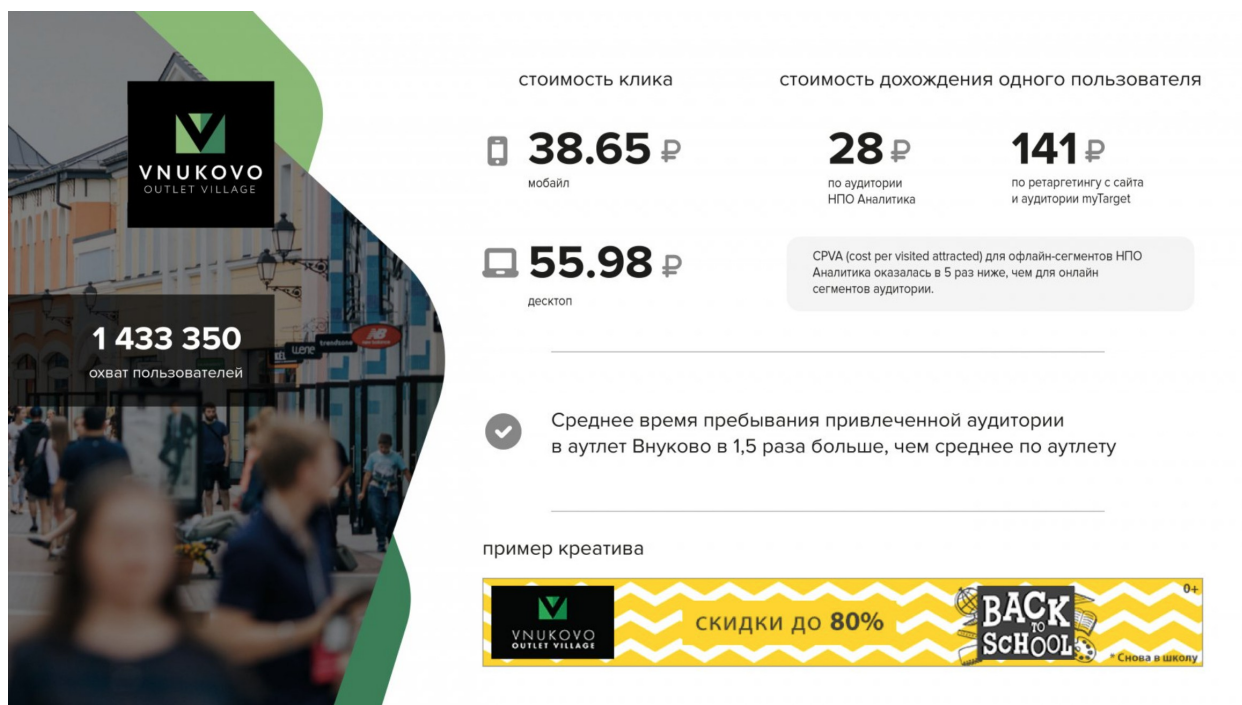 VNUKOVO
OUTLET VILLAGE
1 433 350
охват пользователей
trendzone
стоимость клика
38.65 ₽
мобайл
55.98 ₽
десктоп
стоимость дохождения одного пользователя
28 ₽
по аудитории
НПО Аналитика
141 ₽
по ретаргетингу с сайта
и аудитории myTarget
CPVA (cost per visited attracted) для офлайн-сегментов НПО
Аналитика оказалась в 5 раз ниже, чем для онлайн
сегментов аудитории.
Среднее время пребывания привлеченной аудитории
в аутлет Внуково в 1,5 раза больше, чем среднее по аутлету
пример креатива
VNUKOVO
OUTLET VILLAGE
скидки до 80%
BACK
TO
SCHOOL
0+
* Снова в школу